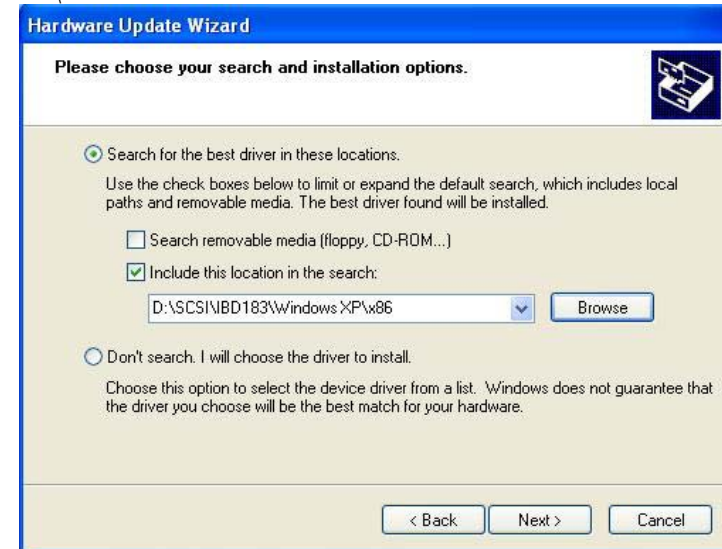 Hardware Update Wizard
Please choose your search and installation options.
Search for the best driver in these locations.
Use the check boxes below to limit or expand the default search, which includes local
paths and removable media. The best driver found will be installed.
Search removable media (floppy, CD-ROM...)
Include this location in the search:
D:\SCSI\IBD183\Windows XP\x86
Browse
Don't search. I will choose the driver to install.
Choose this option to select the device driver from a list. Windows does not guarantee that
the driver you choose will be the best match for your hardware.
< Back Next > Cancel